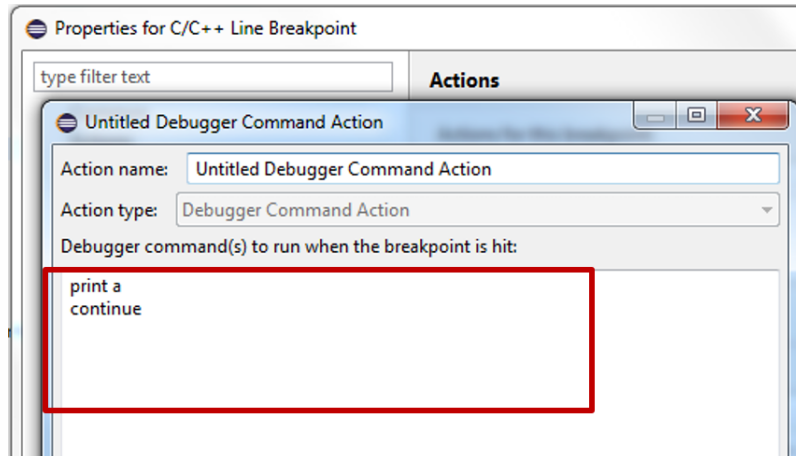 Properties for C/C++ Line Breakpoint
type filter text
Actions
Untitled Debugger Command Action
Action name: Untitled Debugger Command Action
Action type: Debugger Command Action
Debugger command(s) to run when the breakpoint is hit:
print a
continue